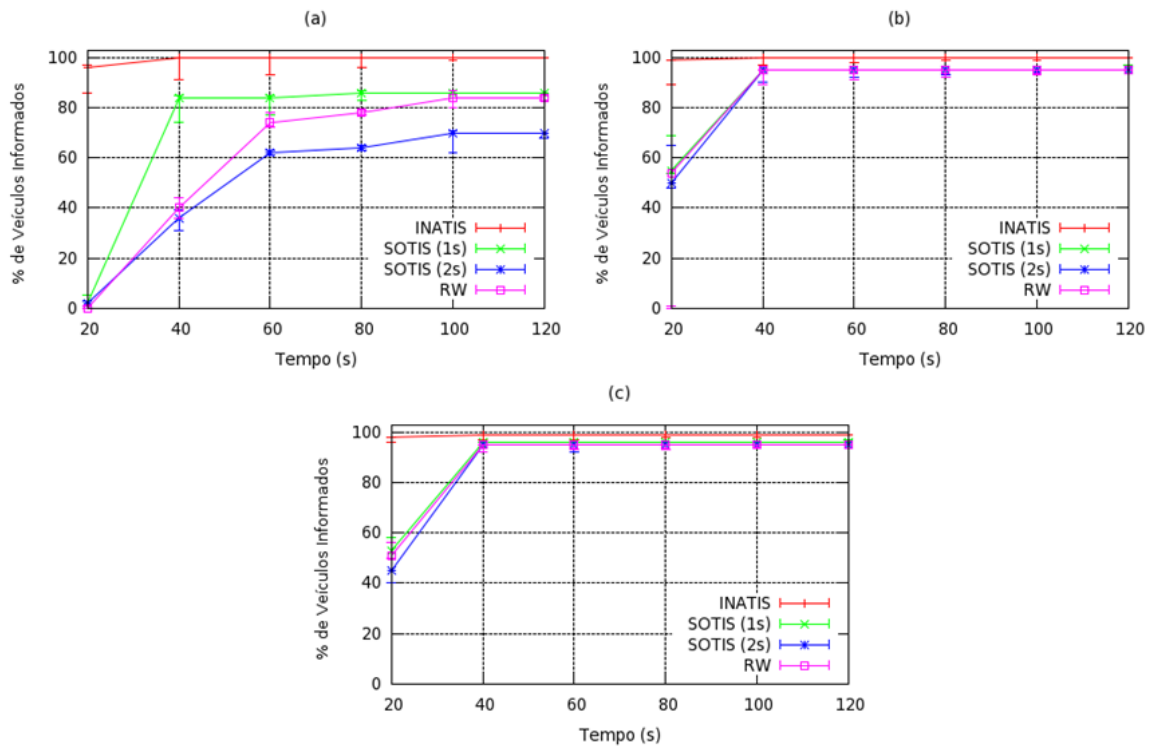 (a)
100
80
60
40
20
0
% de Veículos Informados
INATIS
SOTIS (1s)
SOTIS (2s)
RW
20 40 60 80 100 120
Tempo (s)
(b)
100
80
60
40
20
0
% de Veículos Informados
INATIS
SOTIS (1s)
SOTIS (2s)
RW
20 40 60 80 100 120
Tempo (s)
(c)
100
80
60
40
20
0
% de Veículos Informados
INATIS
SOTIS (1s)
SOTIS (2s)
RW
20 40 60 80 100 120
Tempo (s)